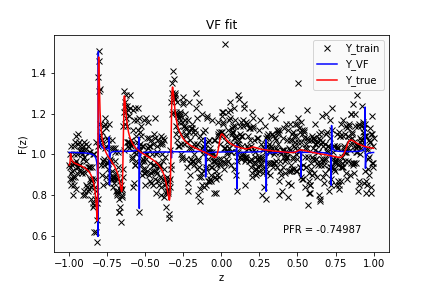 VF fit
Y_train
Y_VF
Y_true
F(z)
1.4
1.2
1.0
0.8
0.6
PFR = -0.74987
−1.00 −0.75 −0.50 −0.25 0.00 0.25 0.50 0.75 1.00
z